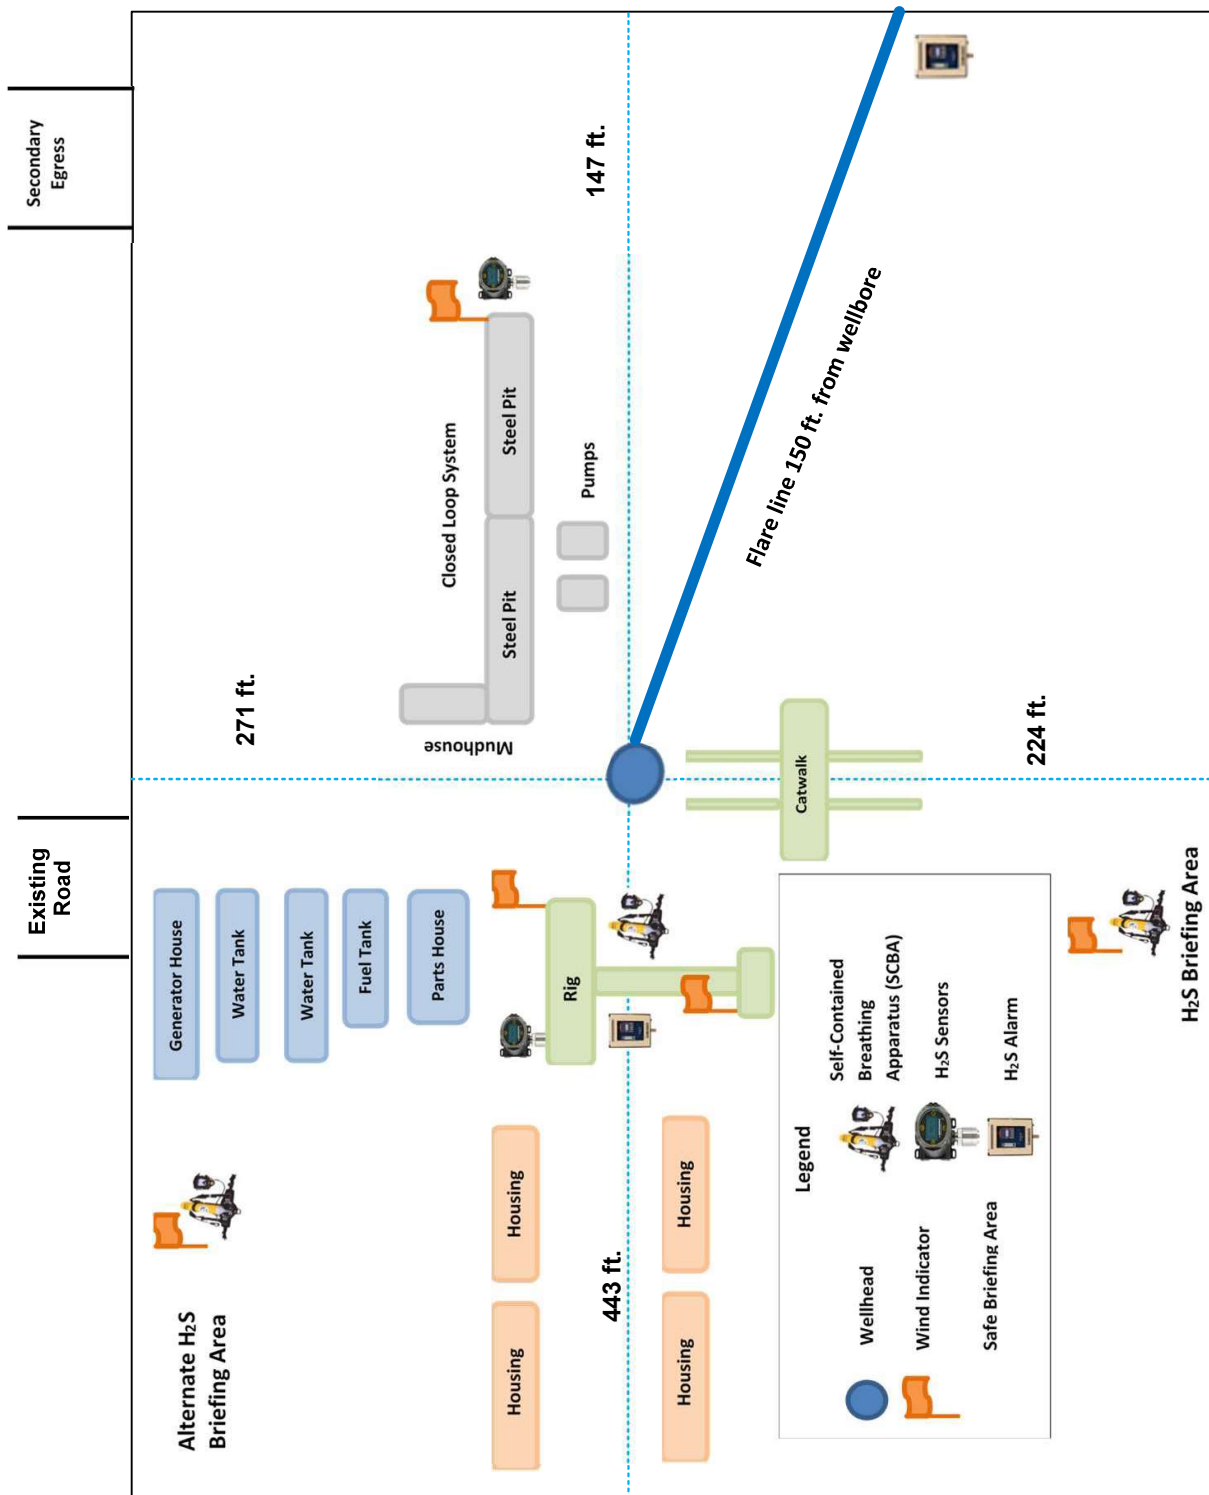 Secondary
Egress
147 ft.
Flare line 150 ft. from wellbore
Closed Loop System
Steel Pit
Steel Pit
Pumps
Mudhouse
271 ft.
224 ft.
Existing
Road
Generator House
Water Tank
Water Tank
Fuel Tank
Parts House
Rig
Catwalk
H₂S Briefing Area
Alternate H₂S
Briefing Area
Housing
Housing
Housing
Housing
443 ft.
Legend
Wellhead
Wind Indicator
Safe Briefing Area
Self-Contained
Breathing
Apparatus (SCBA)
H₂S Sensors
H₂S Alarm